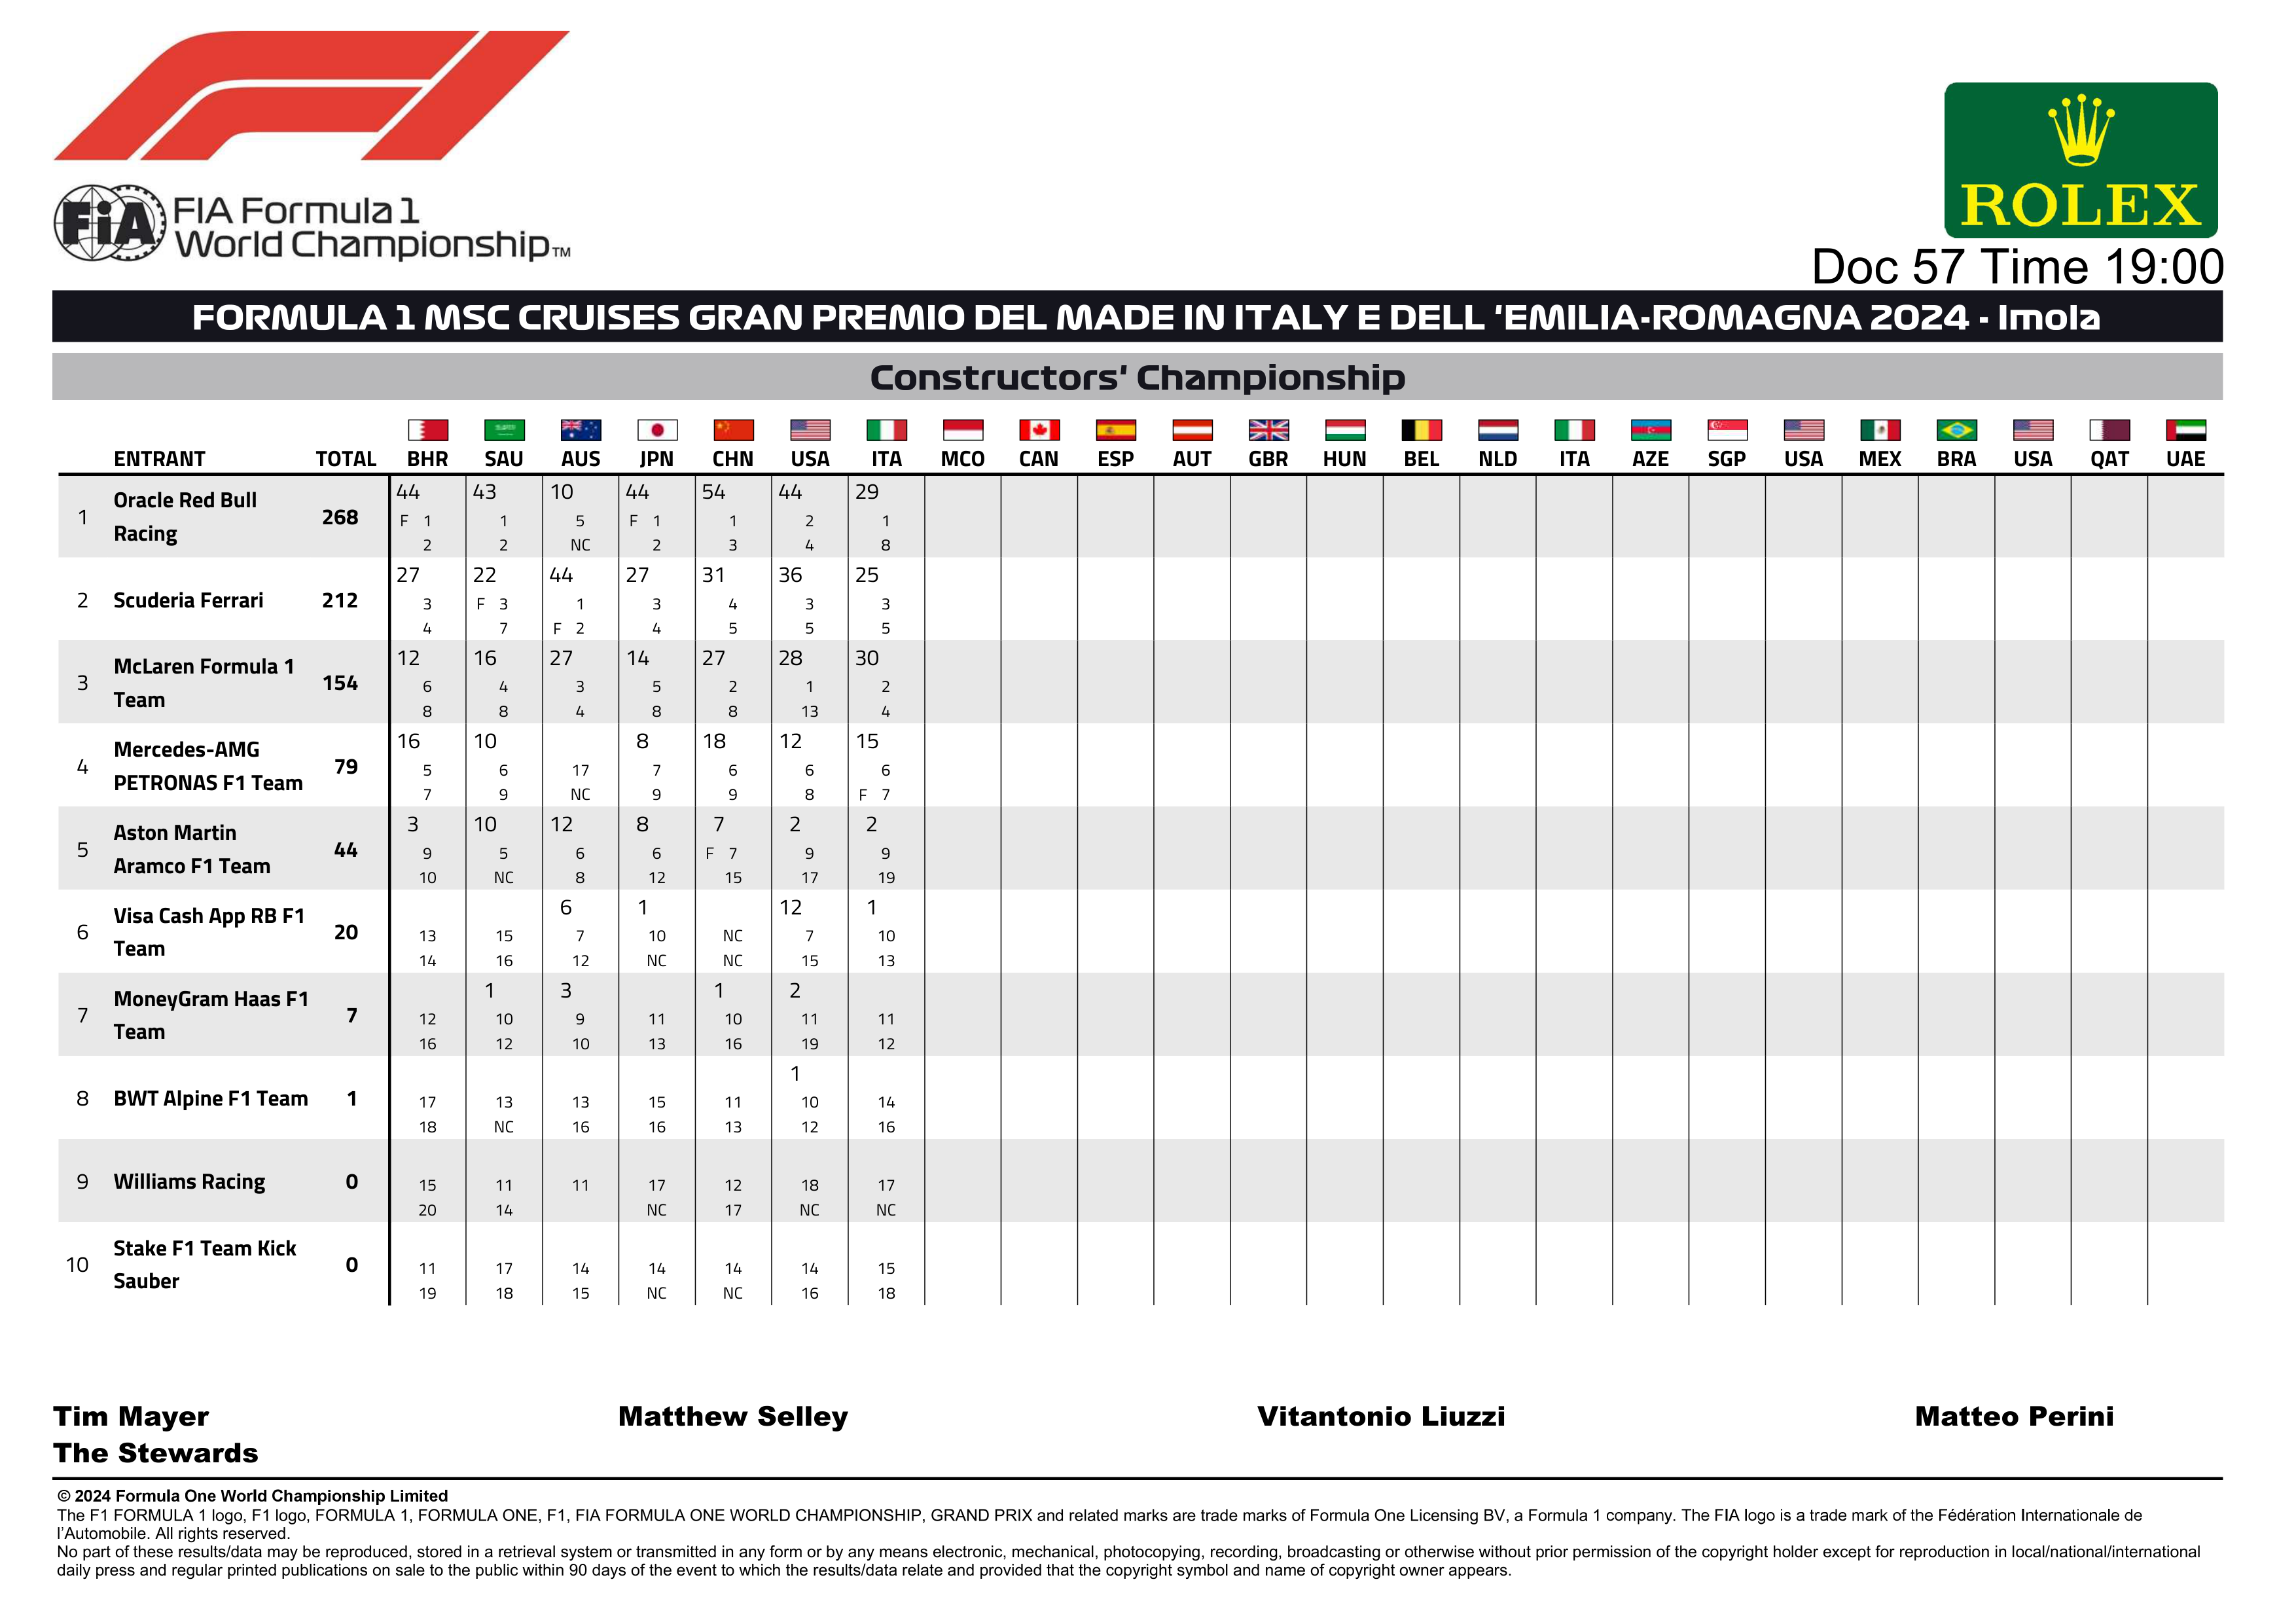 FiA FIA Formula 1
World Championship™
ROLEX
Doc 57 Time 19:00
FORMULA 1 MSC CRUISES GRAN PREMIO DEL MADE IN ITALY E DELL 'EMILIA-ROMAGNA 2024 - Imola
Constructors' Championship
ENTRANT TOTAL BHR SAU AUS JPN CHN USA ITA MCO CAN ESP AUT GBR HUN BEL NLD ITA AZE SGP USA MEX BRA USA QAT UAE
44 43 10 44 54 44 29
1 Oracle Red Bull Racing 268 F 1 1 5 F 1 1 2 1
2 2 NC 2 3 4 8
27 22 44 27 31 36 25
2 Scuderia Ferrari 212 3 F 3 1 3 4 3 3
4 7 F 2 4 5 5 5
12 16 27 14 27 28 30
3 McLaren Formula 1 Team 154 6 4 3 5 2 1 2
8 8 4 8 8 13 4
16 10 8 18 12 15
4 Mercedes-AMG PETRONAS F1 Team 79 5 6 17 7 6 6 6
7 9 NC 9 9 8 F 7
3 10 12 8 7 2 2
5 Aston Martin Aramco F1 Team 44 9 5 6 6 F 7 9 9
10 NC 8 12 15 17 19
6 1 12 1
6 Visa Cash App RB F1 Team 20 13 15 7 10 NC 7 10
14 16 12 NC NC 15 13
1 3 1 2
7 MoneyGram Haas F1 Team 7 12 10 9 11 10 11 11
16 12 10 13 16 19 12
1
8 BWT Alpine F1 Team 1 17 13 13 15 11 10 14
18 NC 16 16 13 12 16
9 Williams Racing 0 15 11 11 17 12 18 17
20 14 NC 17 NC NC
10 Stake F1 Team Kick Sauber 0 11 17 14 14 14 14 15
19 18 15 NC NC 16 18
Tim Mayer Matthew Selley Vitantonio Liuzzi Matteo Perini
The Stewards
© 2024 Formula One World Championship Limited
The F1 FORMULA 1 logo, F1 logo, FORMULA 1, FORMULA ONE, F1, FIA FORMULA ONE WORLD CHAMPIONSHIP, GRAND PRIX and related marks are trade marks of Formula One Licensing BV, a Formula 1 company. The FIA logo is a trade mark of the Fédération Internationale de
l'Automobile. All rights reserved.
No part of these results/data may be reproduced, stored in a retrieval system or transmitted in any form or by any means electronic, mechanical, photocopying, recording, broadcasting or otherwise without prior permission of the copyright holder except for reproduction in local/national/international
daily press and regular printed publications on sale to the public within 90 days of the event to which the results/data relate and provided that the copyright symbol and name of copyright owner appears.